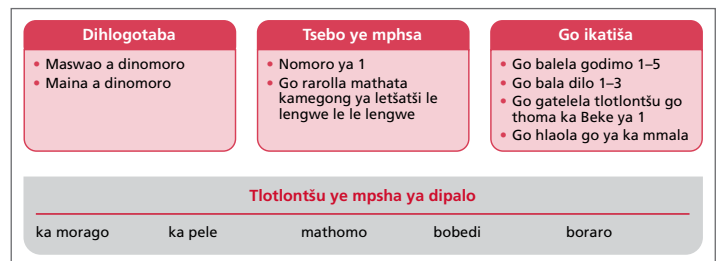 Dihlogotaba
• Maswao a dinomoro
• Maina a dinomoro
Tsebo ye mphsa
• Nomoro ya 1
• Go rarolla mathata
kamegong ya letšatši le
lengwe le le lengwe
Go ikatiša
• Go balela godimo 1–5
• Go bala dilo 1–3
• Go gatelela tlotlontšu go
thoma ka Beke ya 1
• Go hlaola go ya ka mmala
Tlotlontšu ye mpsha ya dipalo
ka morago ka pele mathomo bobedi boraro